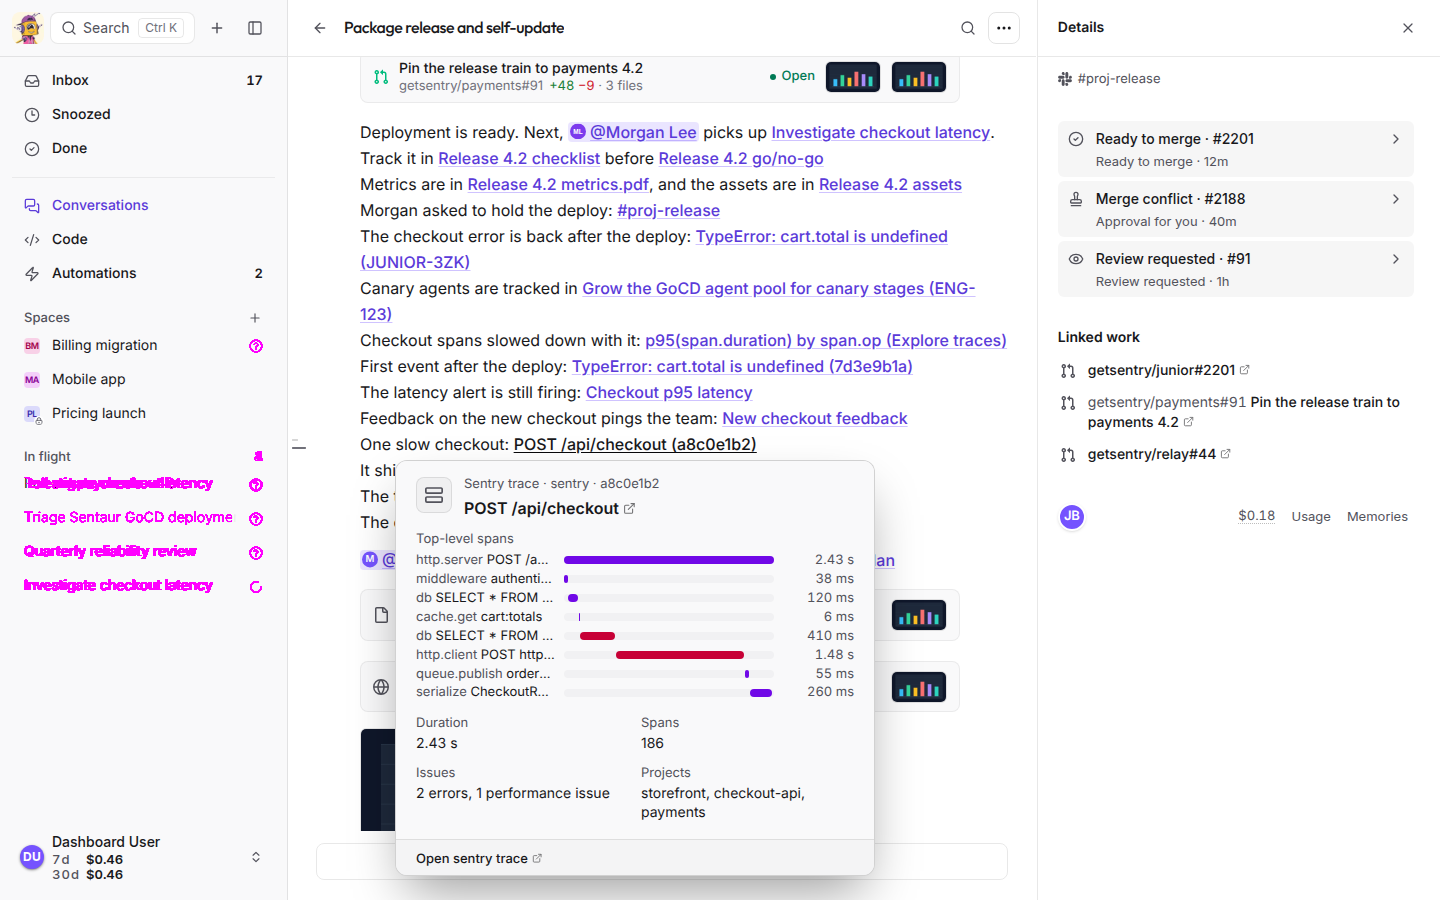 Search Ctrl K
Inbox 17
Snoozed
Done
Conversations
Code
Automations 2
Spaces
BM Billing migration
MA Mobile app
PL Pricing launch
In flight
Triage Sentaur GoCD deployme
Quarterly reliability review
Investigate checkout latency
DU Dashboard User
7d $0.46
30d $0.46
Package release and self-update
Pin the release train to payments 4.2
getsentry/payments#91 +48 −9 · 3 files
Open
Deployment is ready. Next, ML @Morgan Lee picks up Investigate checkout latency.
Track it in Release 4.2 checklist before Release 4.2 go/no-go
Metrics are in Release 4.2 metrics.pdf, and the assets are in Release 4.2 assets
Morgan asked to hold the deploy: #proj-release
The checkout error is back after the deploy: TypeError: cart.total is undefined
(JUNIOR-3ZK)
Canary agents are tracked in Grow the GoCD agent pool for canary stages (ENG-
123)
Checkout spans slowed down with it: p95(span.duration) by span.op (Explore traces)
First event after the deploy: TypeError: cart.total is undefined (7d3e9b1a)
The latency alert is still firing: Checkout p95 latency
Feedback on the new checkout pings the team: New checkout feedback
One slow checkout: POST /api/checkout (a8c0e1b2)
It shi
The
The
M @
lan
Sentry trace · sentry · a8c0e1b2
POST /api/checkout
Top-level spans
http.server POST /a... 2.43 s
middleware authenti... 38 ms
db SELECT * FROM ... 120 ms
cache.get cart:totals 6 ms
db SELECT * FROM ... 410 ms
http.client POST http... 1.48 s
queue.publish order... 55 ms
serialize CheckoutR... 260 ms
Duration Spans
2.43 s 186
Issues Projects
2 errors, 1 performance issue storefront, checkout-api,
payments
Open sentry trace
Details
#proj-release
Ready to merge · #2201
Ready to merge · 12m
Merge conflict · #2188
Approval for you · 40m
Review requested · #91
Review requested · 1h
Linked work
getsentry/junior#2201
getsentry/payments#91 Pin the release train to
payments 4.2
getsentry/relay#44
JB $0.18 Usage Memories